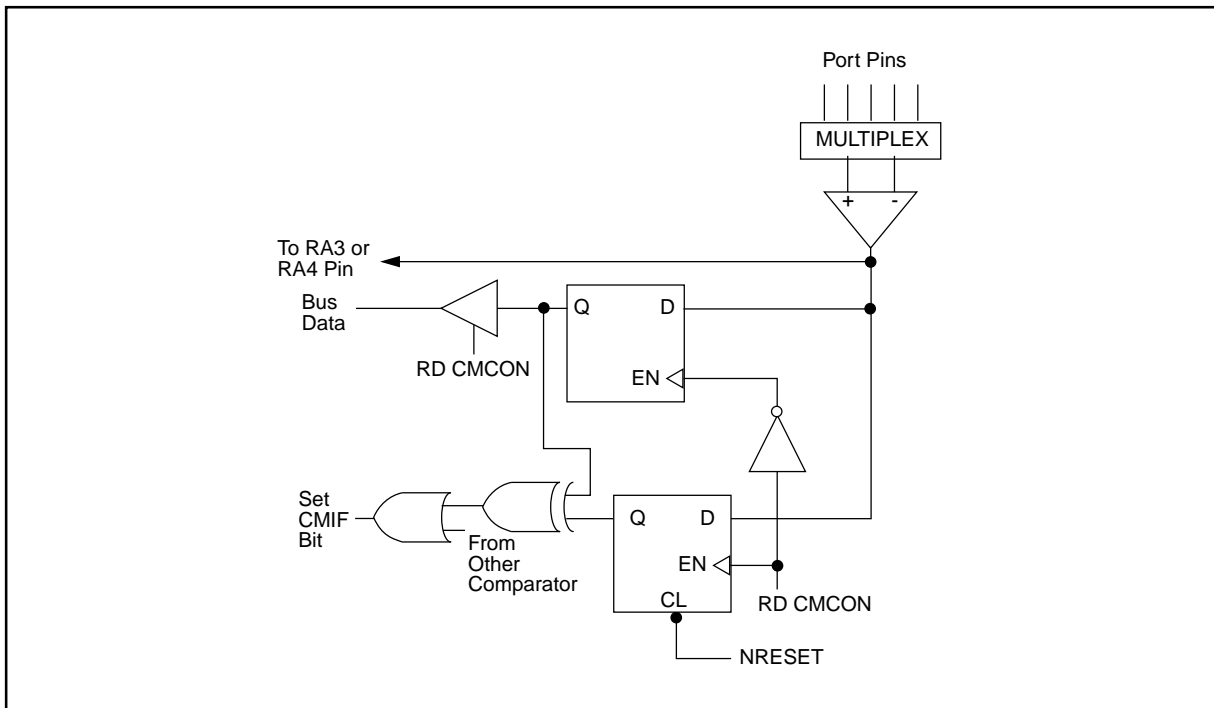 Port Pins
MULTIPLEX
+ -
To RA3 or
RA4 Pin
Bus
Data
RD CMCON
Q D
EN
Set
CMIF
Bit
From
Other
Comparator
Q D
EN
CL
RD CMCON
NRESET